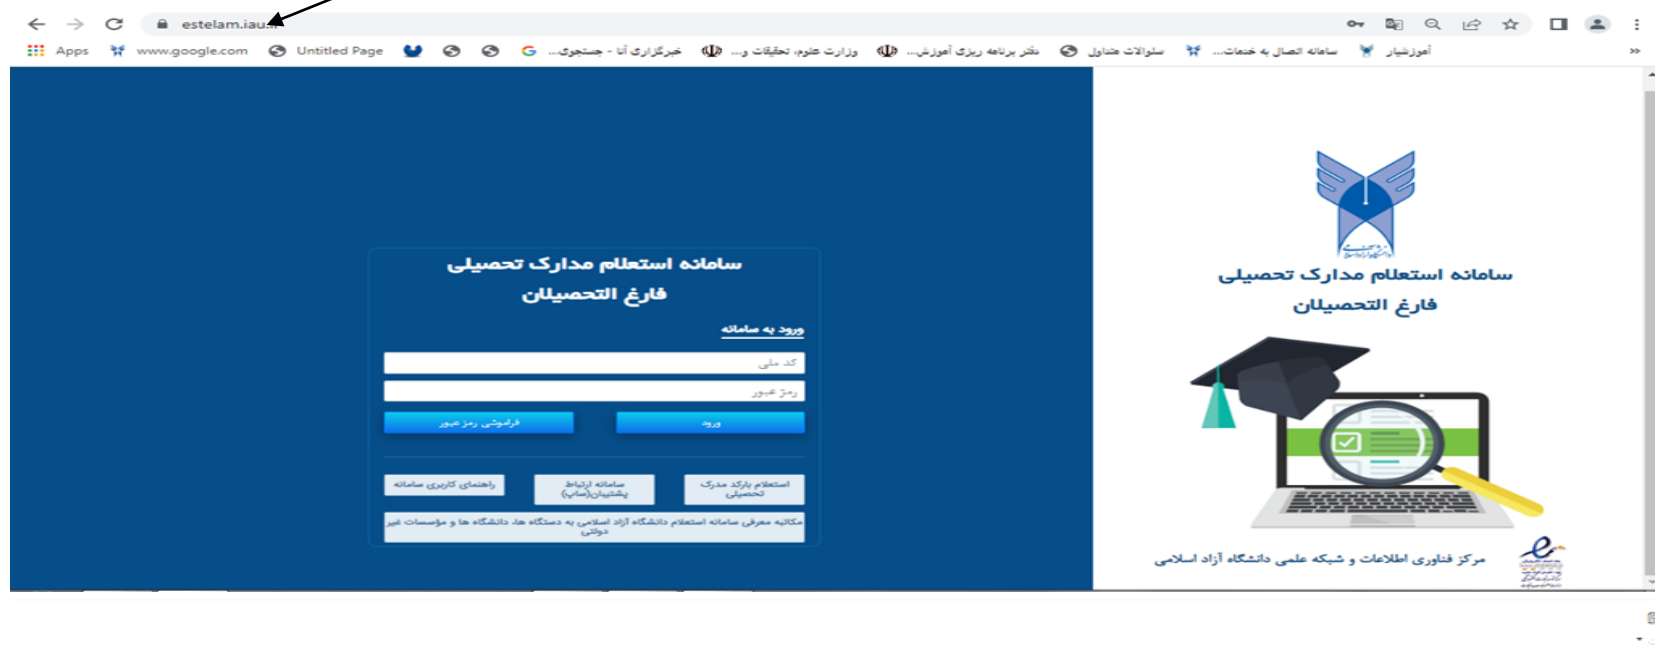 estelam.iau.ir
Apps
www.google.com
Untitled Page
خبرگزاری آنا - جستجوی...
وزارت علوم، تحقیقات و...
دفتر برنامه ریزی آموزش...
سئوالات متداول
سامانه اتصال به خدمات...
آموزشیار
سامانه استعلام مدارک تحصیلی
فارغ التحصیلان
سامانه استعلام مدارک تحصیلی
فارغ التحصیلان
ورود به سامانه
کد ملی
رمز عبور
ورود
فراموشی رمز عبور
استعلام بارکد مدرک
تحصیلی
سامانه ارتباط
پشتیبان(ساپ)
راهنمای کاربری سامانه
مکاتبه معرفی سامانه استعلام دانشگاه آزاد اسلامی به دستگاه ها، دانشگاه ها و مؤسسات غیر
دولتی
مرکز فناوری اطلاعات و شبکه علمی دانشگاه آزاد اسلامی